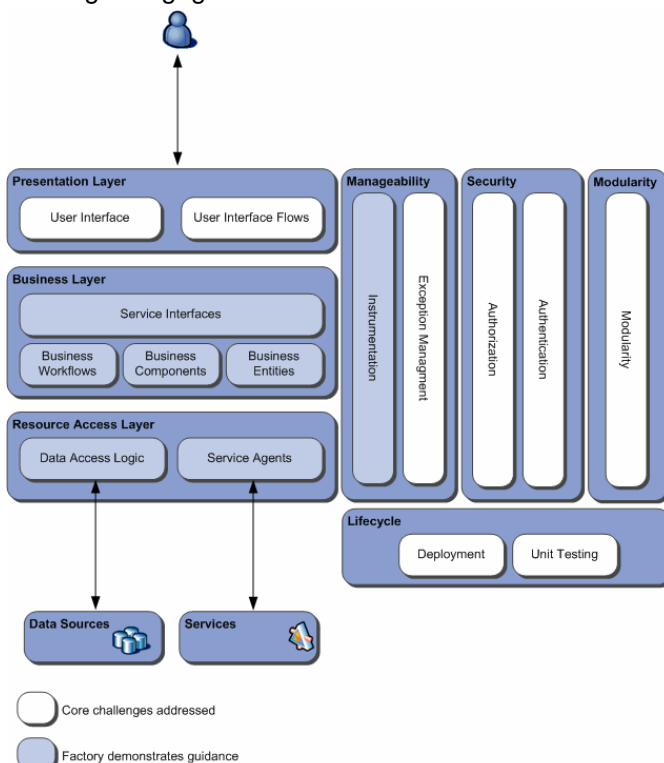 Presentation Layer
User Interface
User Interface Flows
Manageability
Instrumentation
Exception Managment
Security
Authorization
Authentication
Modularity
Modularity
Business Layer
Service Interfaces
Business
Workflows
Business
Components
Business
Entities
Resource Access Layer
Data Access Logic
Service Agents
Lifecycle
Deployment
Unit Testing
Data Sources
Services
Core challenges addressed
Factory demonstrates guidance